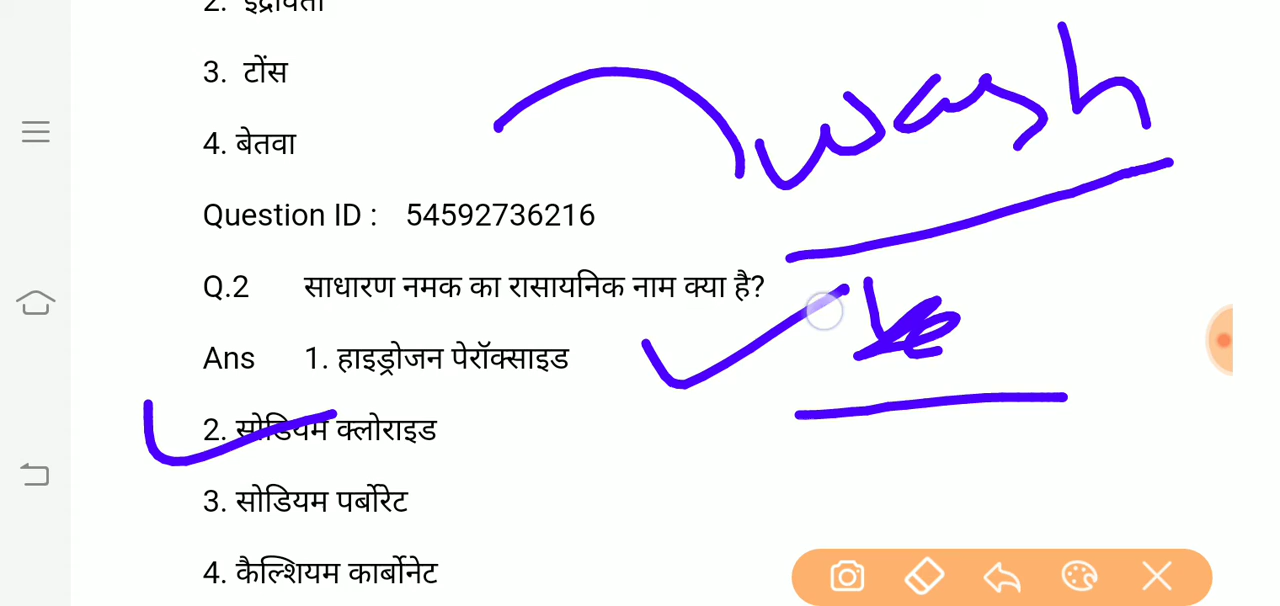 3. टोंस
wash
4. बेतवा
Question ID : 54592736216
Q.2 साधारण नमक का रासायनिक नाम क्या है?
Ans 1. हाइड्रोजन पेरॉक्साइड
2. सोडियम क्लोराइड
3. सोडियम पर्बोरेट
4. कैल्शियम कार्बोनेट